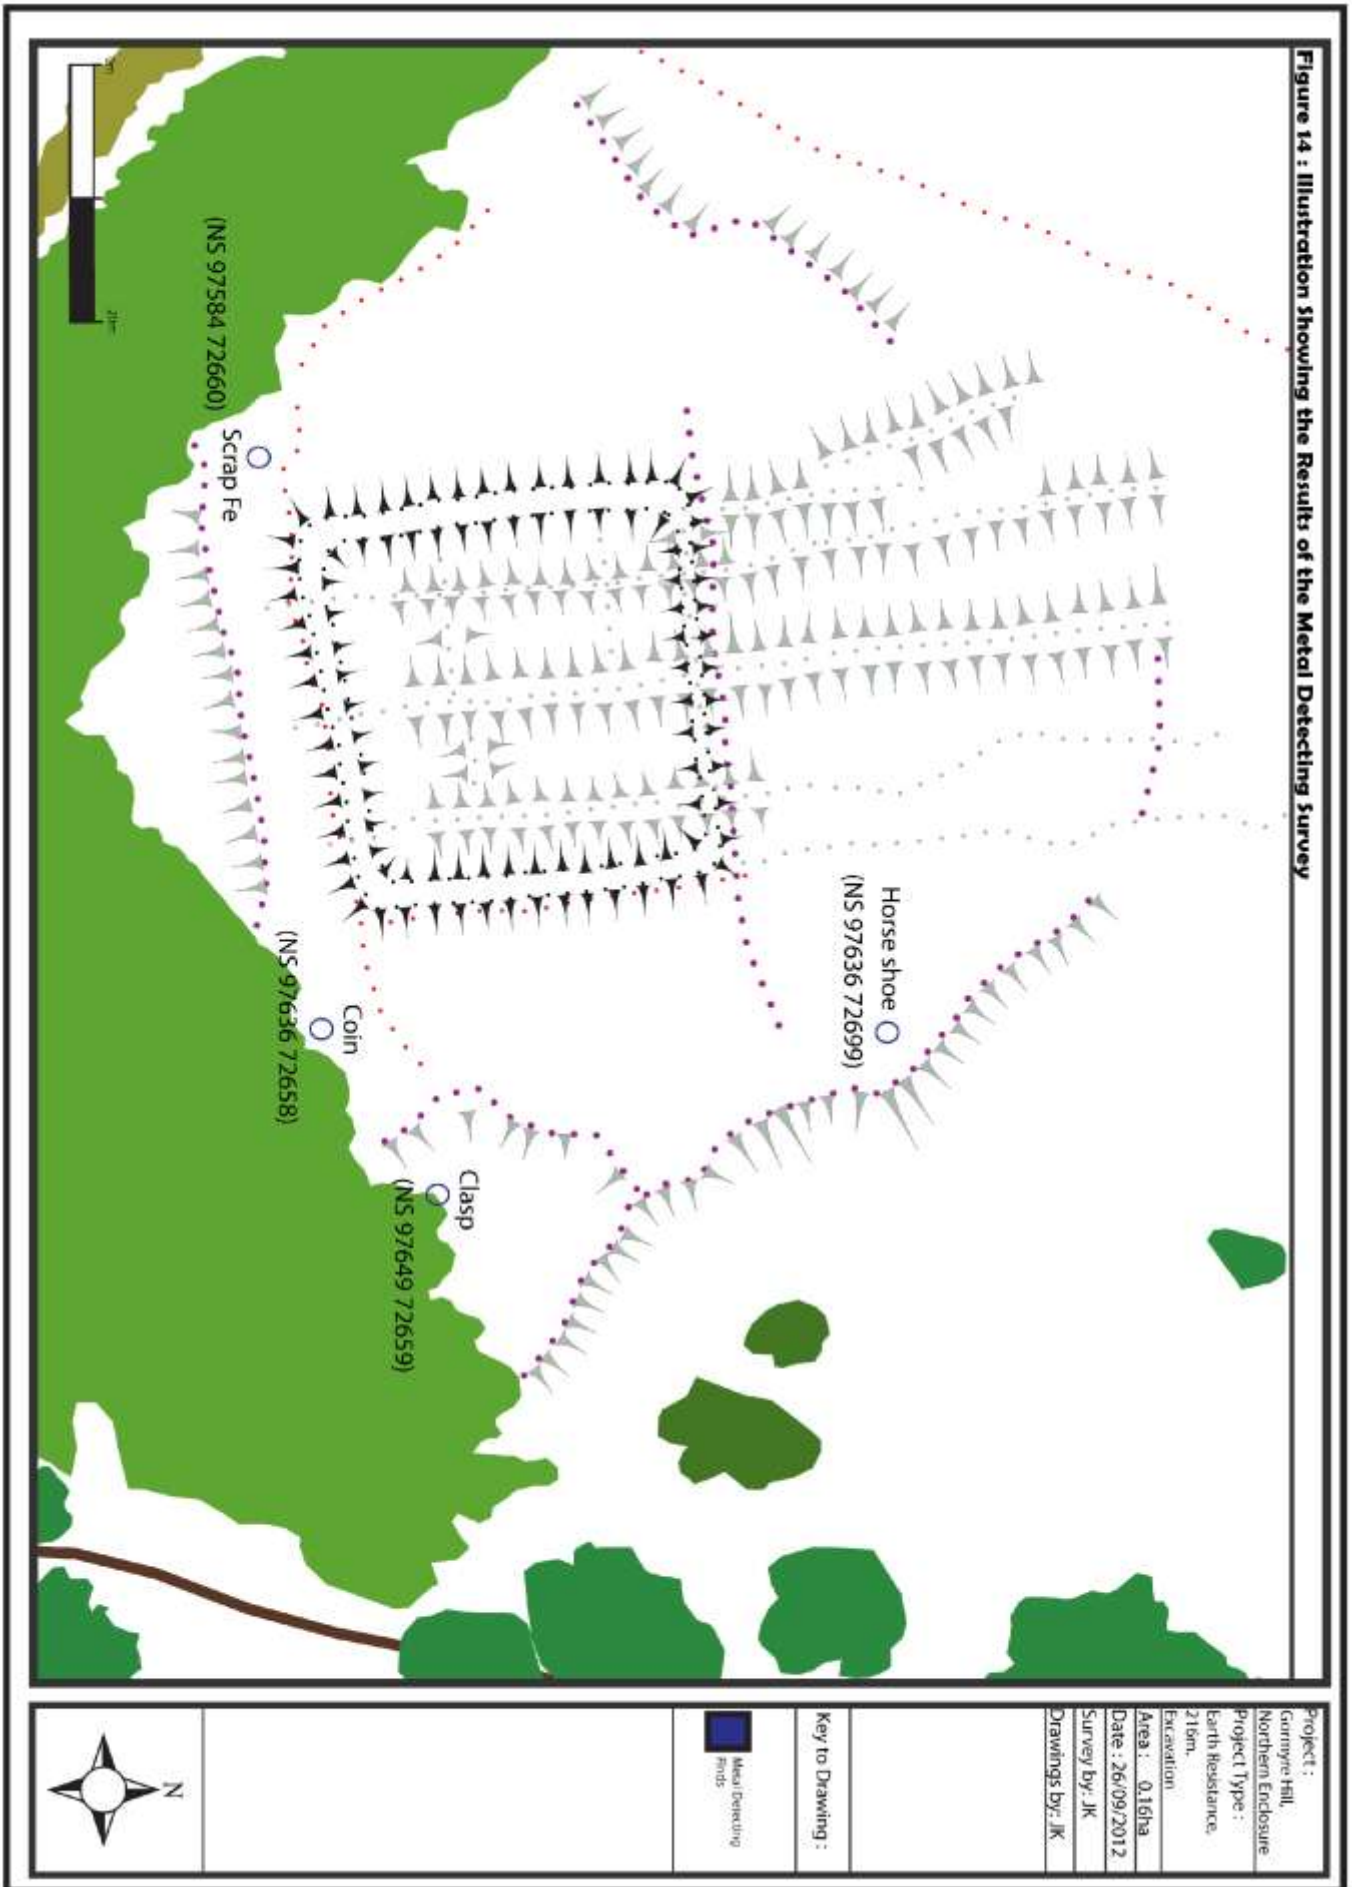 Figure 14 : Illustration Showing the Results of the Metal Detecting Survey
Horse shoe
(NS 97636 72699)
Clasp
(NS 97649 72659)
Coin
(NS 97636 72658)
Scrap Fe
(NS 97584 72660)
20m
Project :
Gormyre Hill,
Northern Enclosure
Project Type :
Earth Resistance,
216m,
Excavation
Area : 0.16ha
Date : 26/09/2012
Survey by: JK
Drawings by: JK
Key to Drawing :
Metal Detecting
Finds
N